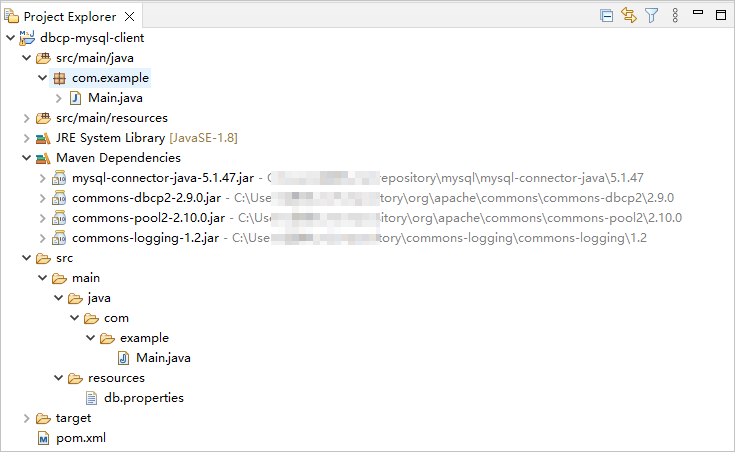 Project Explorer
dbcp-mysql-client
src/main/java
com.example
Main.java
src/main/resources
JRE System Library [JavaSE-1.8]
Maven Dependencies
mysql-connector-java-5.1.47.jar - epository\mysql\mysql-connector-java\5.1.47
commons-dbcp2-2.9.0.jar - C:\Use tory\org\apache\commons\commons-dbcp2\2.9.0
commons-pool2-2.10.0.jar - C:\Use itory\org\apache\commons\commons-pool2\2.10.0
commons-logging-1.2.jar - C:\Use tory\commons-logging\commons-logging\1.2
src
main
java
com
example
Main.java
resources
db.properties
target
pom.xml